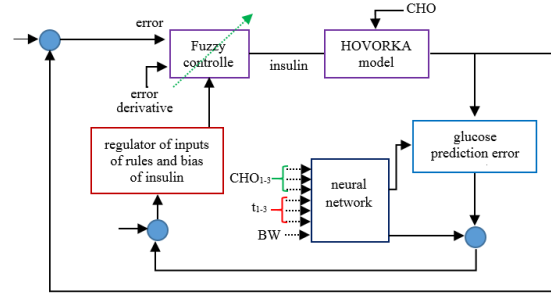 CHO
error
Fuzzy
controlle
insulin
HOVORKA
model
error
derivative
regulator of inputs
of rules and bias
of insulin
glucose
prediction error
CHO₁₋₃
t₁₋₃
BW
neural
network